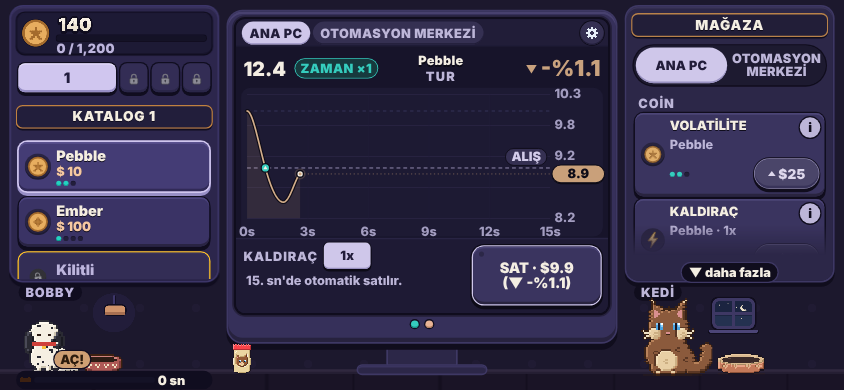 140
0 / 1,200
1
KATALOG 1
Pebble
$ 10
Ember
$ 100
Kilitli
BOBBY
AÇ!
0 sn
ANA PC
OTOMASYON MERKEZİ
12.4
ZAMAN ×1
Pebble
TUR
▼ -%1.1
10.3
9.8
9.2
8.9
8.2
ALIŞ
0s 3s 6s 9s 12s 15s
KALDIRAÇ
1x
15. sn'de otomatik satılır.
SAT · $9.9
(▼ -%1.1)
MAĞAZA
ANA PC
OTOMASYON
MERKEZİ
COİN
VOLATİLİTE
i
Pebble
▲ $25
KALDIRAÇ
i
Pebble · 1x
▼ daha fazla
KEDİ